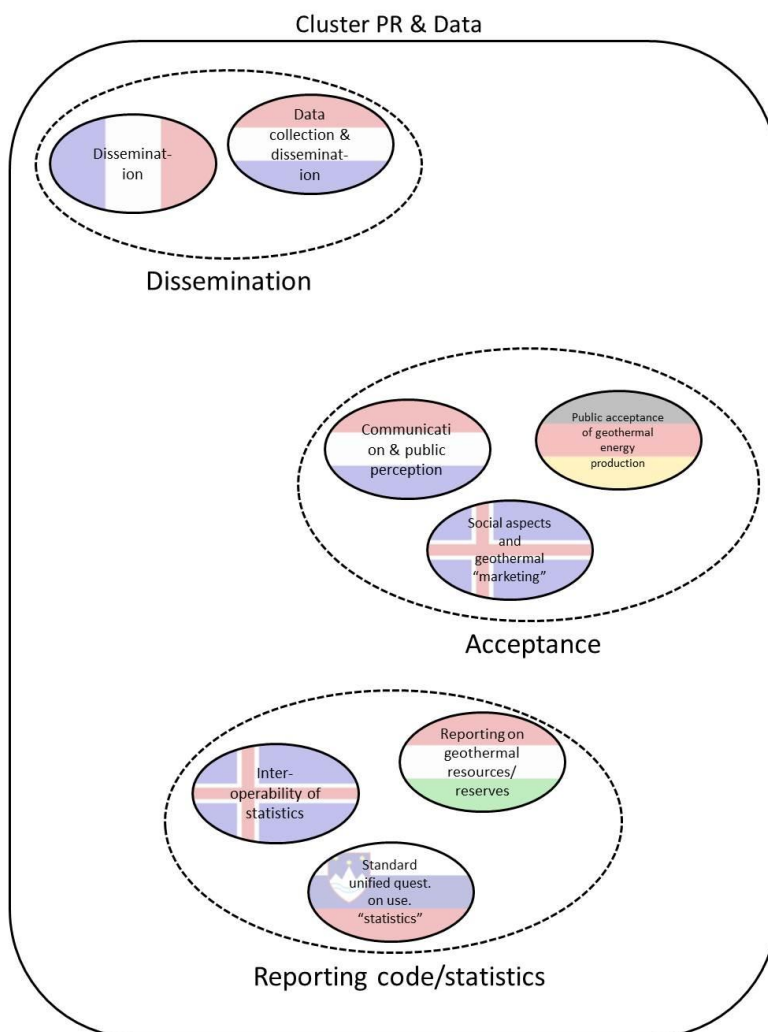 Cluster PR & Data
Disseminat-
ion
Data
collection &
disseminat-
ion
Dissemination
Communicati
on & public
perception
Public acceptance
of geothermal
energy
production
Social aspects
and
geothermal
“marketing”
Acceptance
Inter-
operability of
statistics
Reporting on
geothermal
resources/
reserves
Standard
unified quest.
on use.
“statistics”
Reporting code/statistics